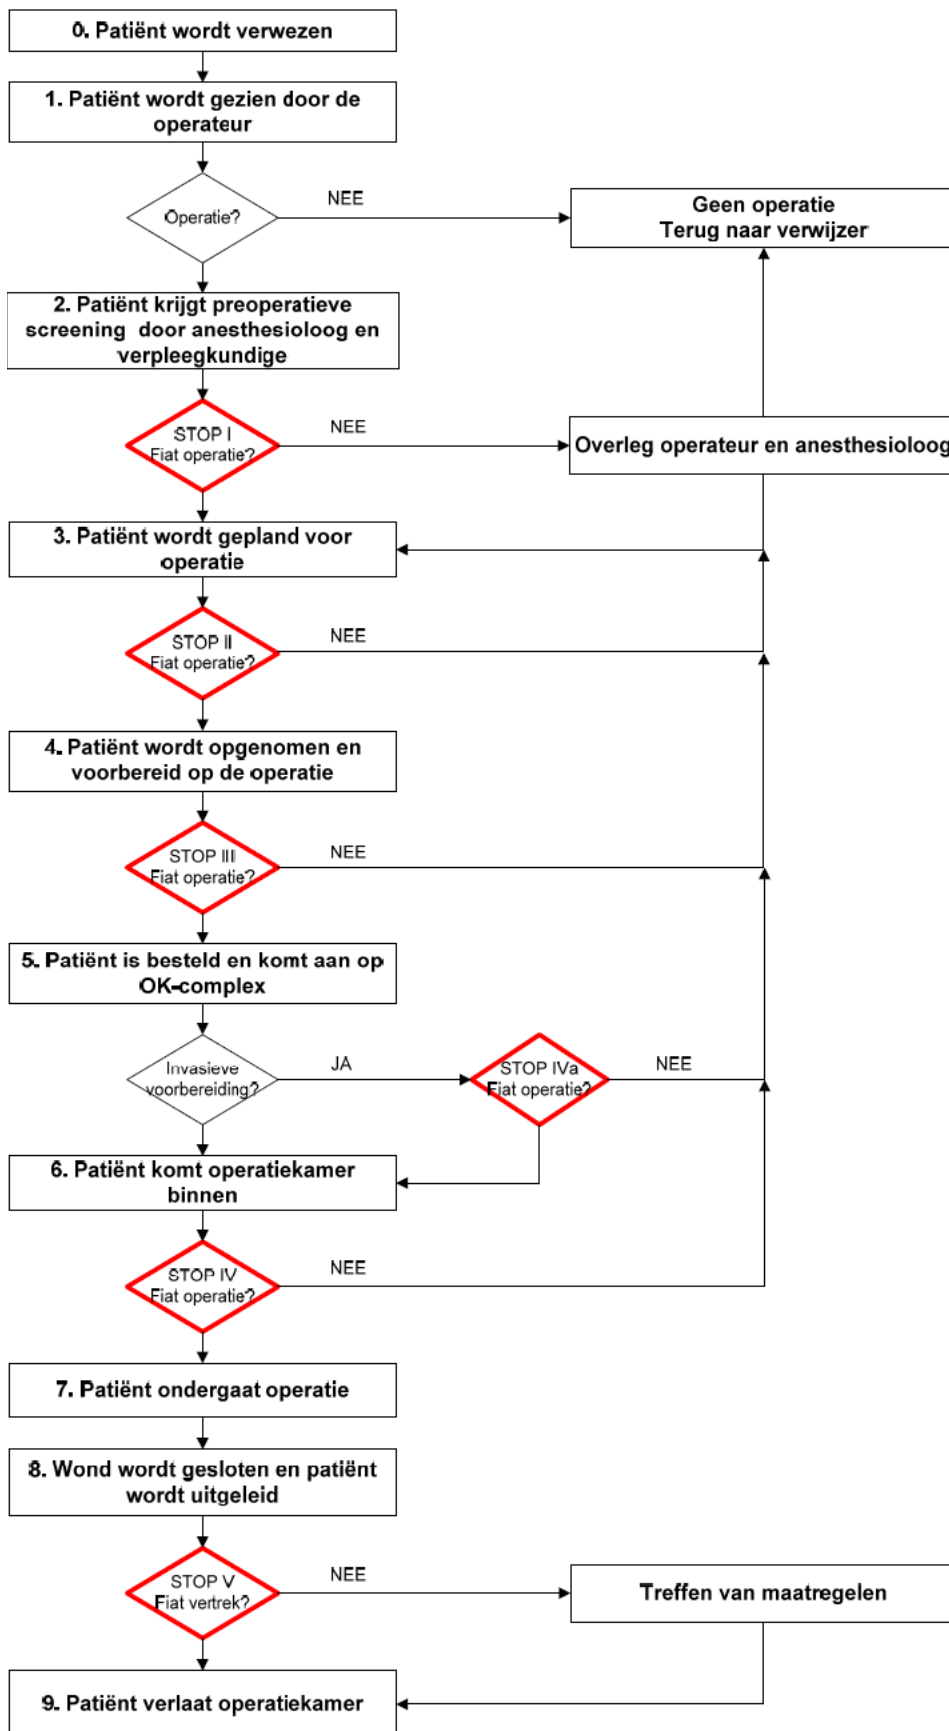 0. Patiënt wordt verwezen
1. Patiënt wordt gezien door de
operateur
Operatie?
NEE
Geen operatie
Terug naar verwijzer
2. Patiënt krijgt preoperatieve
screening door anesthesioloog en
verpleegkundige
STOP I
Fiat operatie?
NEE
Overleg operateur en anesthesioloog
3. Patiënt wordt gepland voor
operatie
STOP II
Fiat operatie?
NEE
4. Patiënt wordt opgenomen en
voorbereid op de operatie
STOP III
Fiat operatie?
NEE
5. Patiënt is besteld en komt aan op
OK-complex
Invasieve
voorbereiding?
JA
STOP IVa
Fiat operatie?
NEE
6. Patiënt komt operatiekamer
binnen
STOP IV
Fiat operatie?
NEE
7. Patiënt ondergaat operatie
8. Wond wordt gesloten en patiënt
wordt uitgeleid
STOP V
Fiat vertrek?
NEE
Treffen van maatregelen
9. Patiënt verlaat operatiekamer